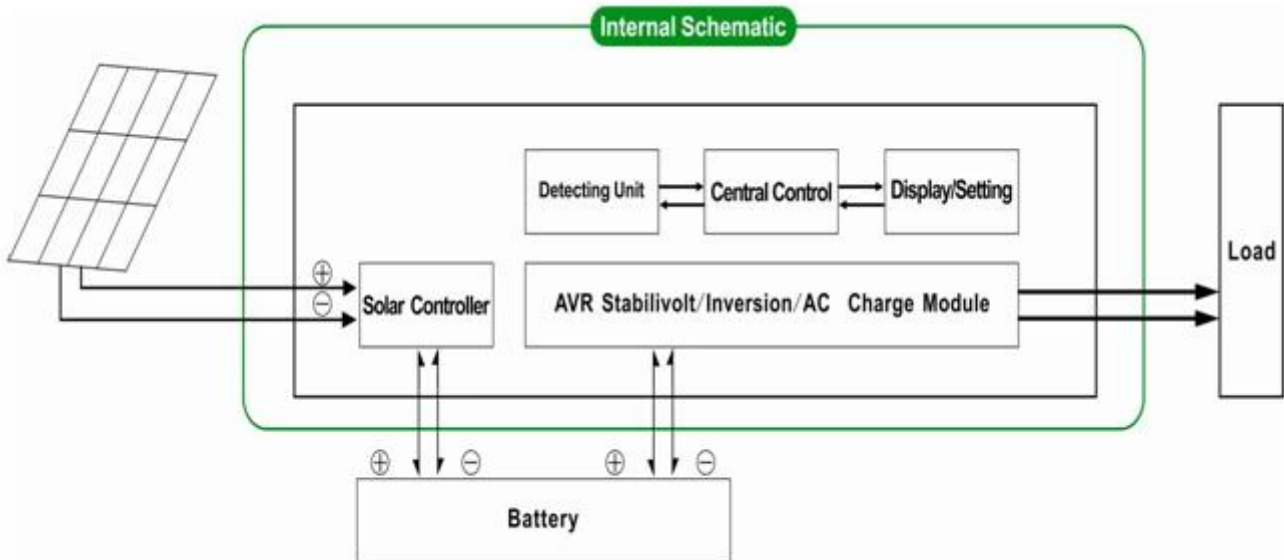 Internal Schematic
Detecting Unit
Central Control
Display/Setting
Load
⊕
⊖
Solar Controller
AVR Stabilivolt/Inversion/AC Charge Module
⊕ ⊖ ⊕ ⊖
Battery